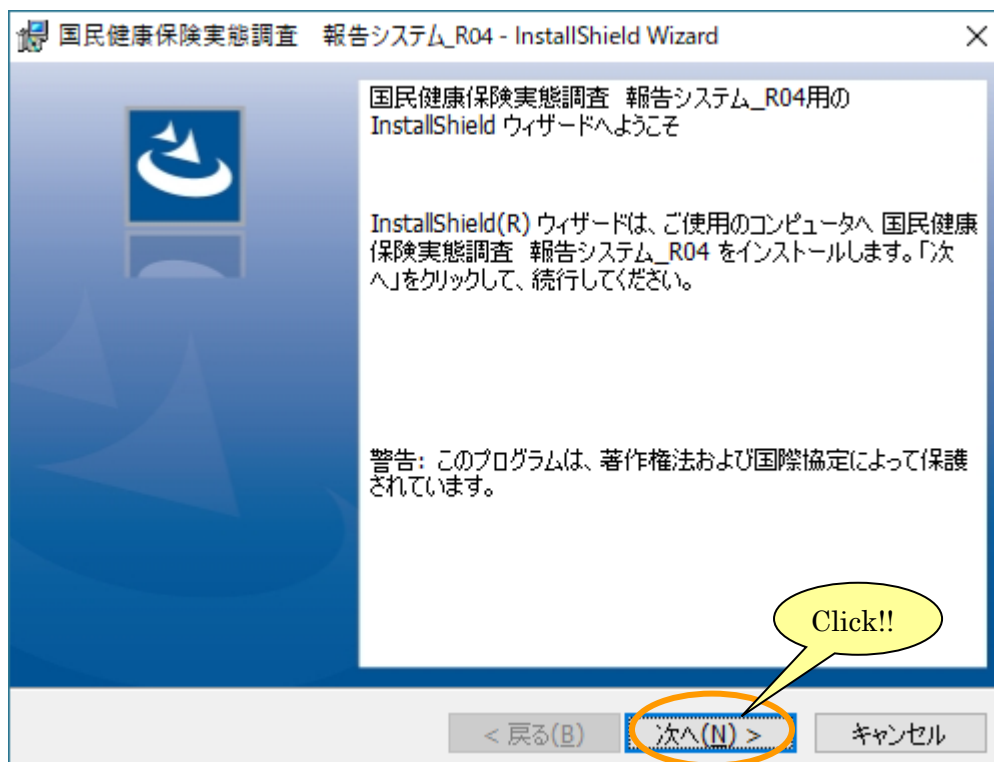 国民健康保険実態調査　報告システム_R04 - InstallShield Wizard
国民健康保険実態調査　報告システム_R04用の
InstallShield ウィザードへようこそ
InstallShield(R) ウィザードは、ご使用のコンピュータへ 国民健康
保険実態調査　報告システム_R04 をインストールします。「次
へ」をクリックして、続行してください。
警告: このプログラムは、著作権法および国際協定によって保護
されています。
Click!!
< 戻る(B)
次へ(N) >
キャンセル